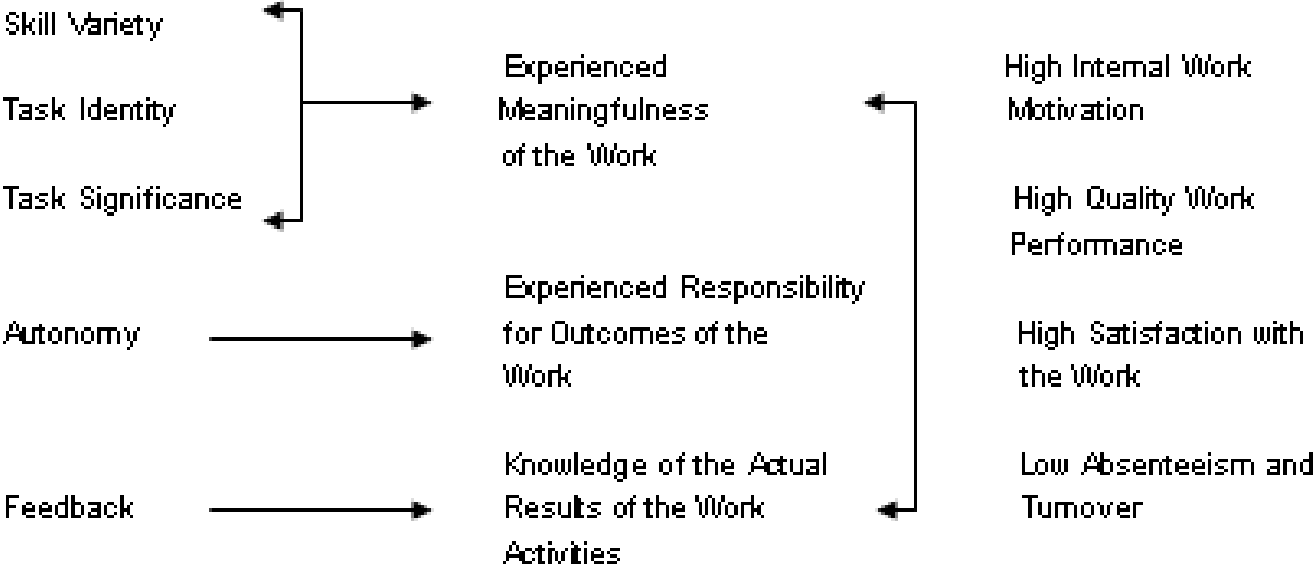 Skill Variety
Task Identity
Task Significance
Autonomy
Feedback
Experienced
Meaningfulness
of the Work
Experienced Responsibility
for Outcomes of the
Work
Knowledge of the Actual
Results of the Work
Activities
High Internal Work
Motivation
High Quality Work
Performance
High Satisfaction with
the Work
Low Absenteeism and
Turnover